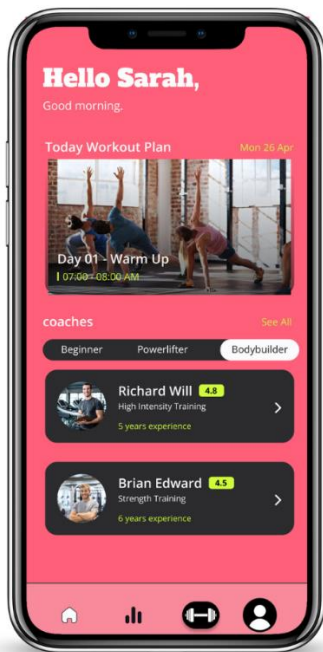 Hello Sarah,
Good morning.
Today Workout Plan Mon 26 Apr
Day 01 - Warm Up
07:00 - 08:00 AM
coaches See All
Beginner Powerlifter Bodybuilder
Richard Will 4.8
High Intensity Training
5 years experience
Brian Edward 4.5
Strength Training
6 years experience